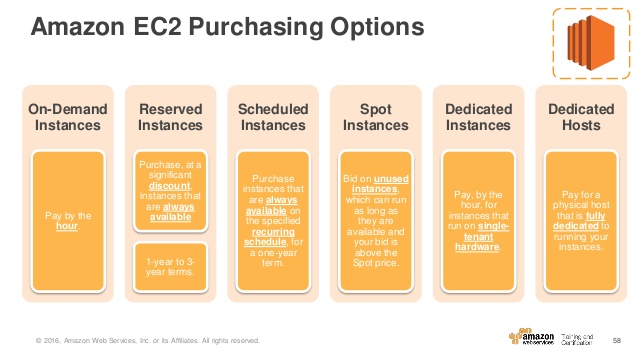 Amazon EC2 Purchasing Options
On-Demand
Instances
Pay by the
hour.
Reserved
Instances
Purchase, at a
significant
discount,
instances that
are always
available
1-year to 3-
year terms.
Scheduled
Instances
Purchase
instances that
are always
available on
the specified
recurring
schedule, for
a one-year
term.
Spot
Instances
Bid on unused
instances,
which can run
as long as
they are
available and
your bid is
above the
Spot price.
Dedicated
Instances
Pay, by the
hour, for
instances that
run on single-
tenant
hardware.
Dedicated
Hosts
Pay for a
physical host
that is fully
dedicated to
running your
instances.
© 2016, Amazon Web Services, Inc. or its Affiliates. All rights reserved.
amazon
webservices
Training and
Certification
58